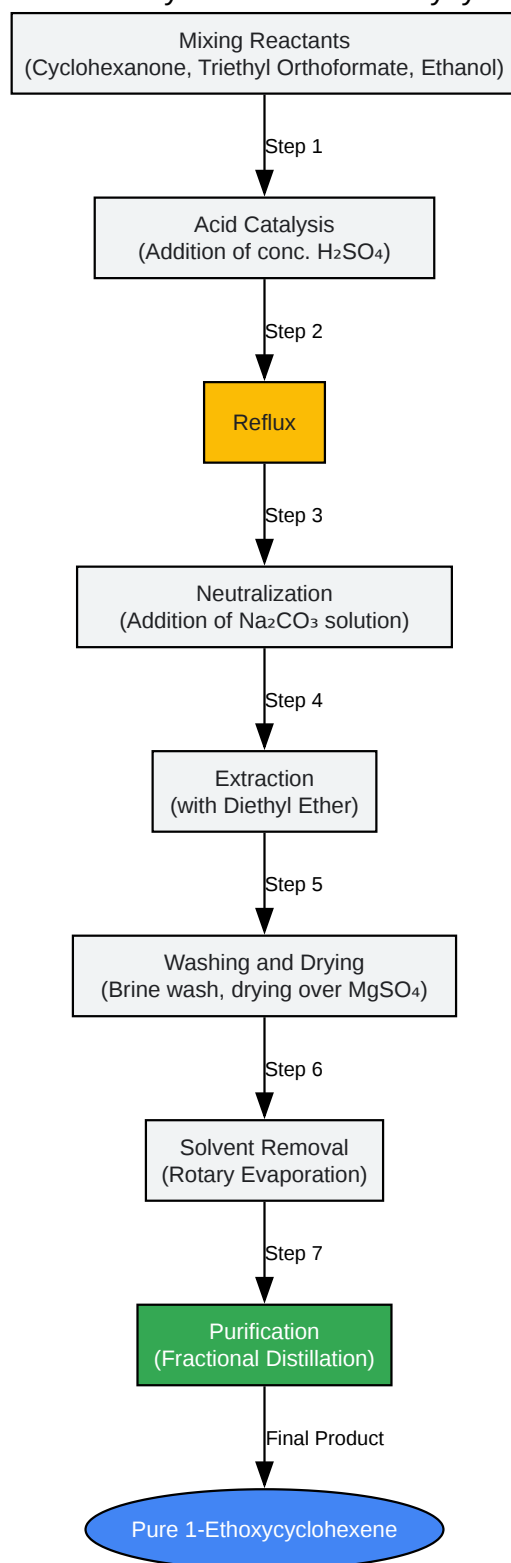 Mixing Reactants
(Cyclohexanone, Triethyl Orthoformate, Ethanol)
Step 1
Acid Catalysis
(Addition of conc. H₂SO₄)
Step 2
Reflux
Step 3
Neutralization
(Addition of Na₂CO₃ solution)
Step 4
Extraction
(with Diethyl Ether)
Step 5
Washing and Drying
(Brine wash, drying over MgSO₄)
Step 6
Solvent Removal
(Rotary Evaporation)
Step 7
Purification
(Fractional Distillation)
Final Product
Pure 1-Ethoxycyclohexene